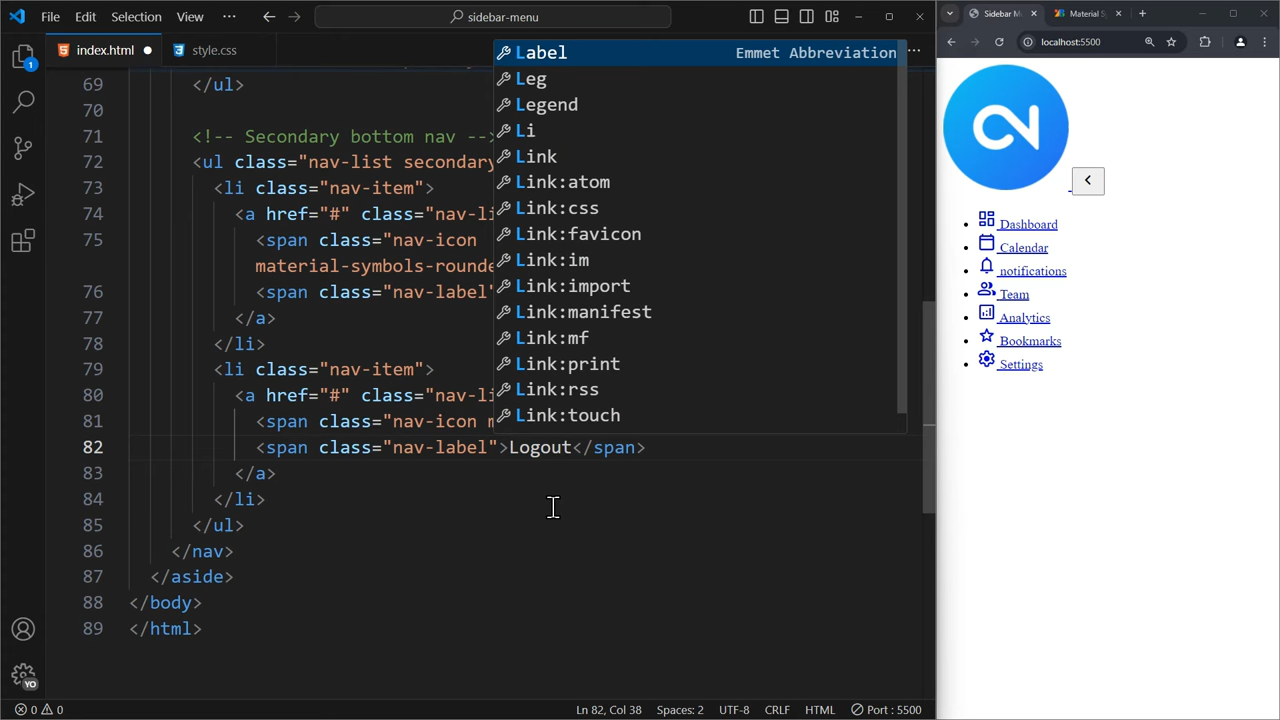 File Edit Selection View ··· sidebar-menu
Sidebar M
Material S
localhost:5500
index.html
style.css
···
69 </ul>
70
71 <!-- Secondary bottom nav -->
72 <ul class="nav-list secondary
73 <li class="nav-item">
74 <a href="#" class="nav-li
75 <span class="nav-icon
material-symbols-rounde
76 <span class="nav-label"
77 </a>
78 </li>
79 <li class="nav-item">
80 <a href="#" class="nav-li
81 <span class="nav-icon m
82 <span class="nav-label">Logout</span>
83 </a>
84 </li>
85 </ul>
86 </nav>
87 </aside>
88 </body>
89 </html>
Label Emmet Abbreviation
Leg
Legend
Li
Link
Link:atom
Link:css
Link:favicon
Link:im
Link:import
Link:manifest
Link:mf
Link:print
Link:rss
Link:touch
1
YO
0 0 Ln 82, Col 38 Spaces: 2 UTF-8 CRLF HTML Port : 5500
Dashboard
Calendar
notifications
Team
Analytics
Bookmarks
Settings